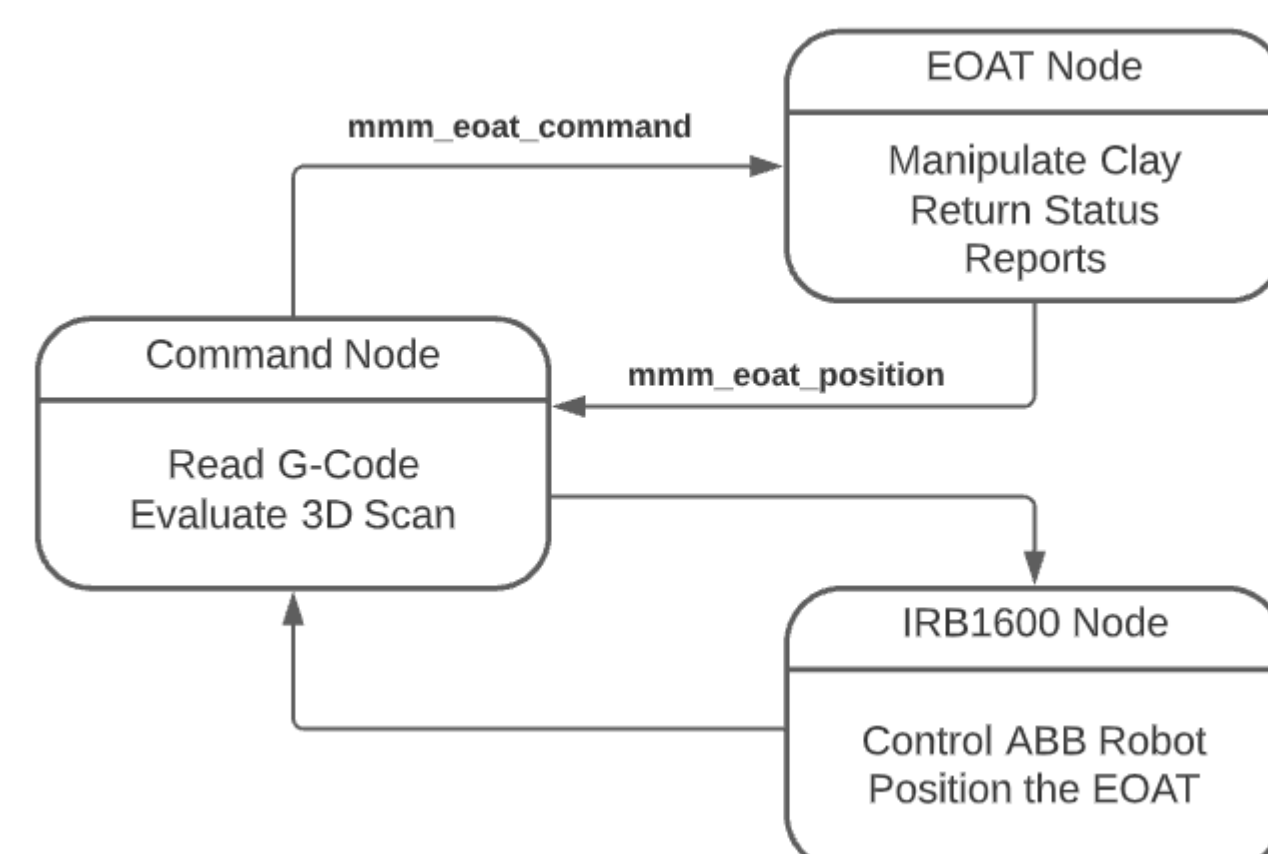 EOAT Node
Manipulate Clay
Return Status
Reports
mmm_eoat_command
Command Node
Read G-Code
Evaluate 3D Scan
mmm_eoat_position
IRB1600 Node
Control ABB Robot
Position the EOAT